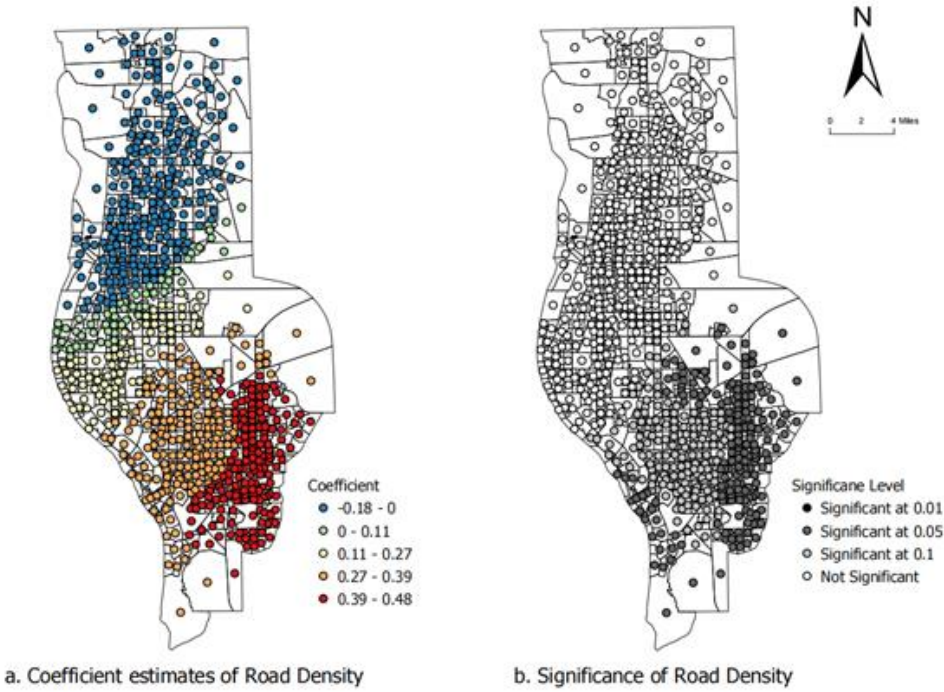 N
0 2 4 Miles
Coefficient
-0.18 - 0
0 - 0.11
0.11 - 0.27
0.27 - 0.39
0.39 - 0.48
Significane Level
Significant at 0.01
Significant at 0.05
Significant at 0.1
Not Significant
a. Coefficient estimates of Road Density
b. Significance of Road Density